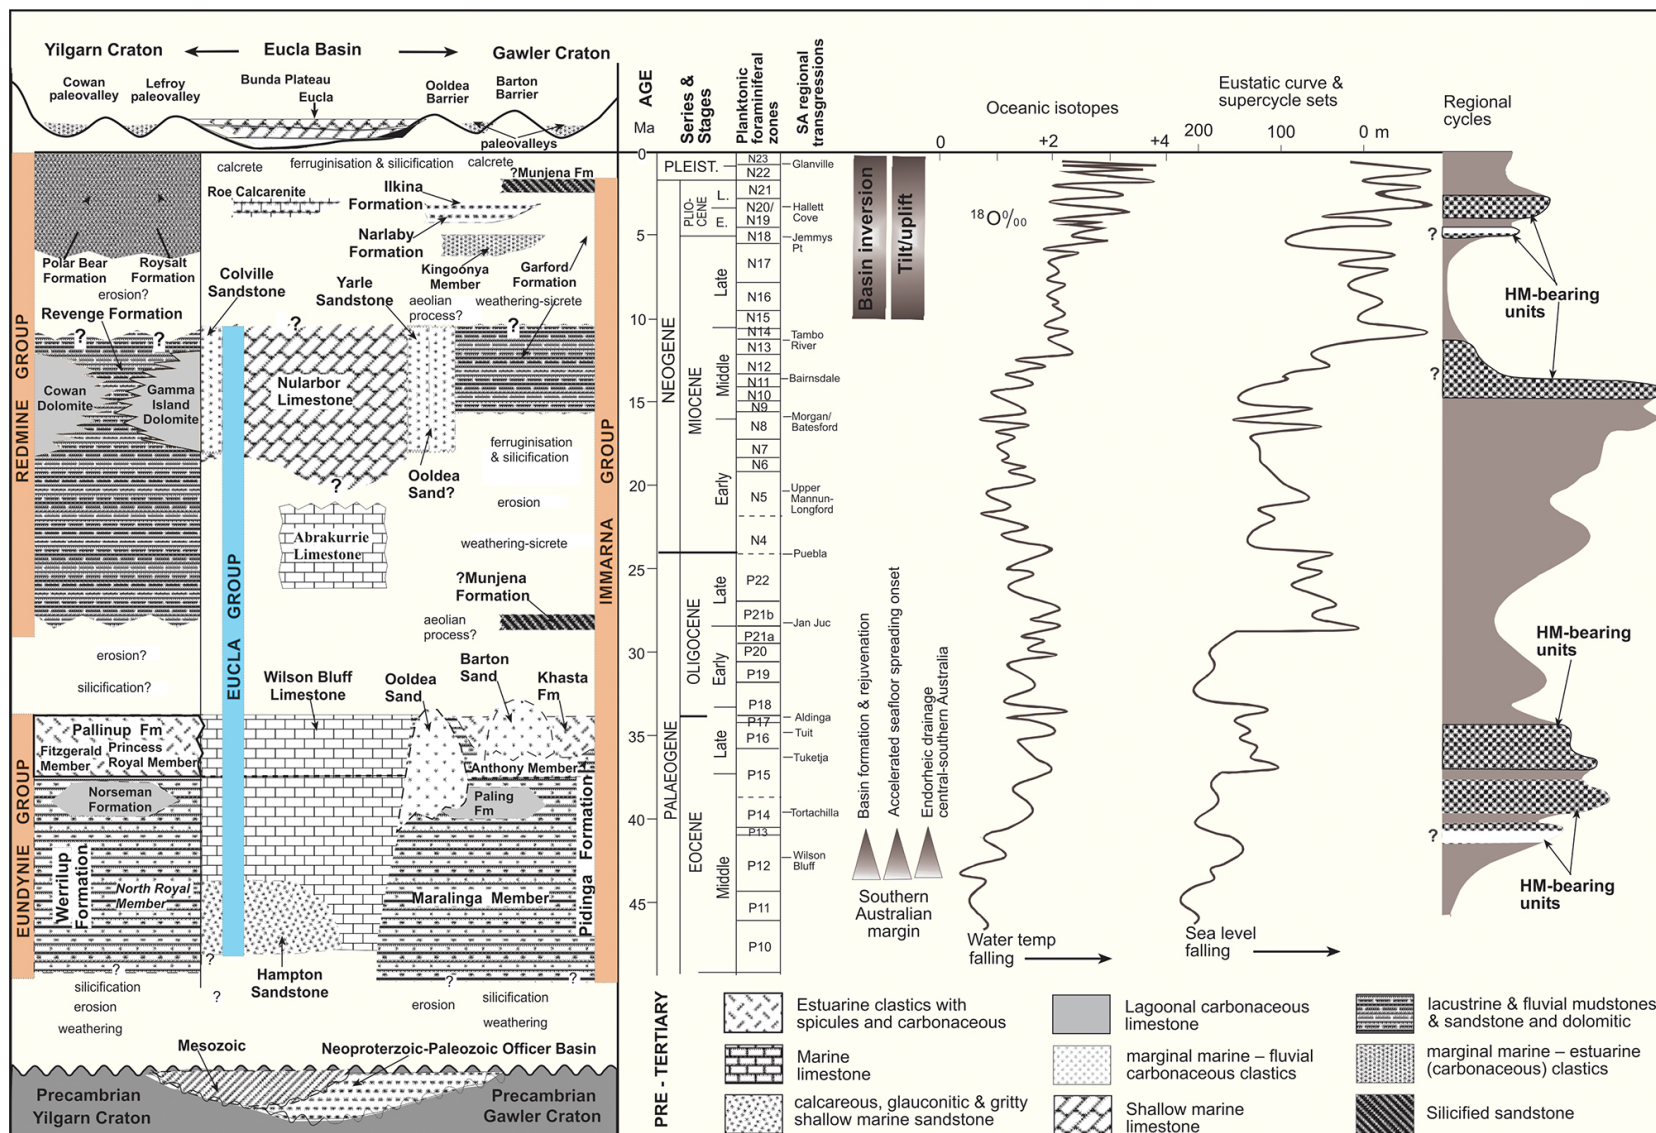 Yilgarn Craton
Eucla Basin
Gawler Craton
Cowan
paleovalley
Lefroy
paleovalley
Bunda Plateau
Eucla
Ooldea
Barrier
Barton
Barrier
paleovalleys
calcrete
ferruginisation & silicification
calcrete
?Munjena Fm
Roe Calcarenite
Ilkina
Formation
Narlaby
Formation
Kingoonya
Member
Garford
Formation
Polar Bear
Formation
Roysalt
Formation
erosion?
Revenge Formation
Colville
Sandstone
Yarle
Sandstone
aeolian
process?
weathering-sicrete
?
?
?
?
Cowan
Dolomite
Gamma
Island
Dolomite
Nularbor
Limestone
Ooldea
Sand?
ferruginisation
& silicification
?
erosion
Abrakurrie
Limestone
weathering-sicrete
?Munjena
Formation
aeolian
process?
erosion?
silicification?
Wilson Bluff
Limestone
Ooldea
Sand
Barton
Sand
Khasta
Fm
Pallinup Fm
Fitzgerald
Member
Princess
Royal Member
Anthony Member
Norseman
Formation
Paling
Fm
Werrilup
Formation
North Royal
Member
Maralinga Member
Pidinga Formation
Hampton
Sandstone
?
?
?
?
?
silicification
erosion
weathering
erosion
silicification
weathering
Mesozoic
Neoproterzoic-Paleozoic Officer Basin
Precambrian
Yilgarn Craton
Precambrian
Gawler Craton
REDMINE GROUP
EUNDYNIE GROUP
EUCLA GROUP
IMMARNA GROUP
AGE
Ma
Series &
Stages
Planktonic
foraminiferal
zones
SA regional
transgressions
0
5
10
15
20
25
30
35
40
45
PRE - TERTIARY
NEOGENE
PALAEOGENE
PLEIST.
PLIO-
CENE
L.
E.
MIOCENE
Late
Middle
Early
OLIGOCENE
Late
Early
EOCENE
Late
Middle
N23
N22
N21
N20/
N19
N18
N17
N16
N15
N14
N13
N12
N11
N10
N9
N8
N7
N6
N5
N4
P22
P21b
P21a
P20
P19
P18
P17
P16
P15
P14
P13
P12
P11
P10
Glanville
Hallett
Cove
Jemmys
Pt
Tambo
River
Bairnsdale
Morgan/
Batesford
Upper
Mannun-
Longford
Puebla
Jan Juc
Aldinga
Tuit
Tuketja
Tortachilla
Wilson
Bluff
Basin inversion
Tilt/uplift
Basin formation & rejuvenation
Accelerated seafloor spreading onset
Endorheic drainage
central-southern Australia
Southern
Australian
margin
Oceanic isotopes
0
+2
+4
18O‰
Water temp
falling
Eustatic curve &
supercycle sets
200
100
0 m
Sea level
falling
Regional
cycles
?
HM-bearing
units
?
HM-bearing
units
?
HM-bearing
units
Estuarine clastics with
spicules and carbonaceous
Marine
limestone
calcareous, glauconitic & gritty
shallow marine sandstone
Lagoonal carbonaceous
limestone
marginal marine – fluvial
carbonaceous clastics
Shallow marine
limestone
lacustrine & fluvial mudstones
& sandstone and dolomitic
marginal marine – estuarine
(carbonaceous) clastics
Silicified sandstone